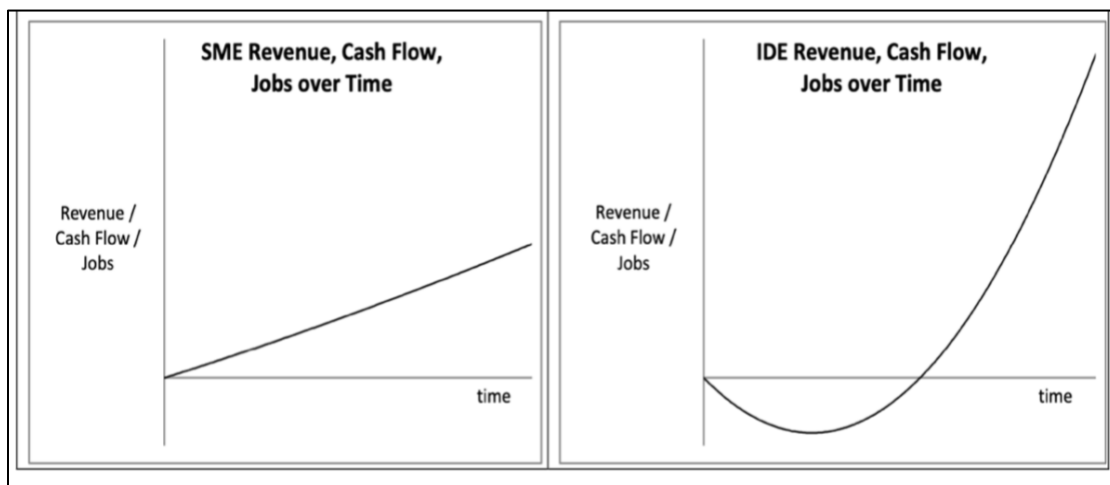 SME Revenue, Cash Flow,
Jobs over Time
Revenue /
Cash Flow /
Jobs
time
IDE Revenue, Cash Flow,
Jobs over Time
Revenue /
Cash Flow /
Jobs
time